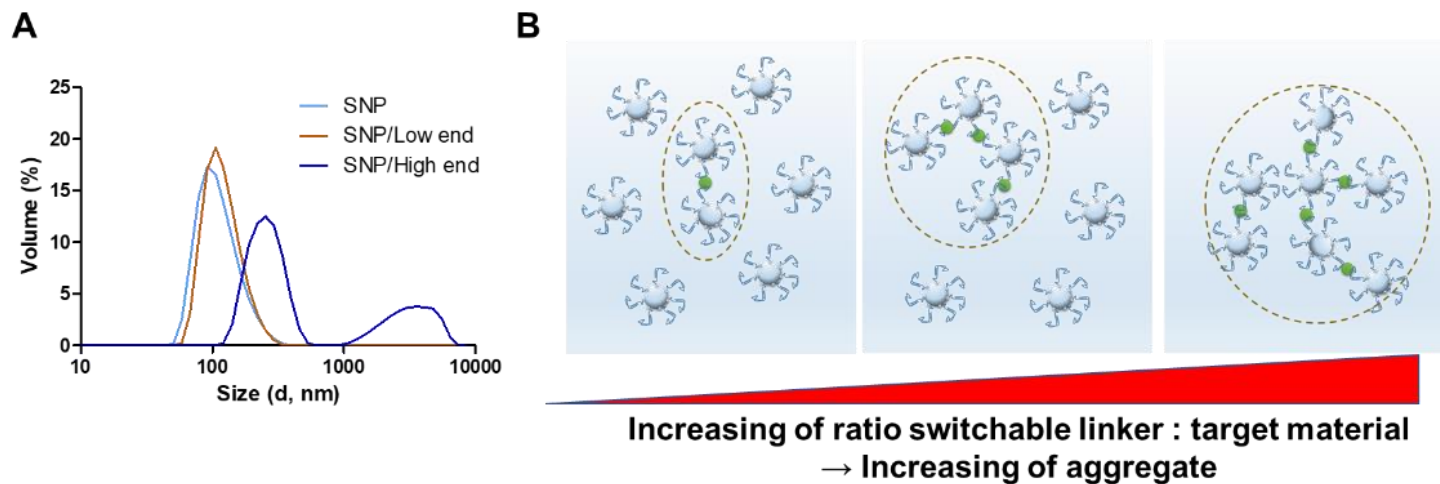 A
B
25
20
15
10
5
0
Volume (%)
SNP
SNP/Low end
SNP/High end
10
100
1000
10000
Size (d, nm)
Increasing of ratio switchable linker : target material
→ Increasing of aggregate